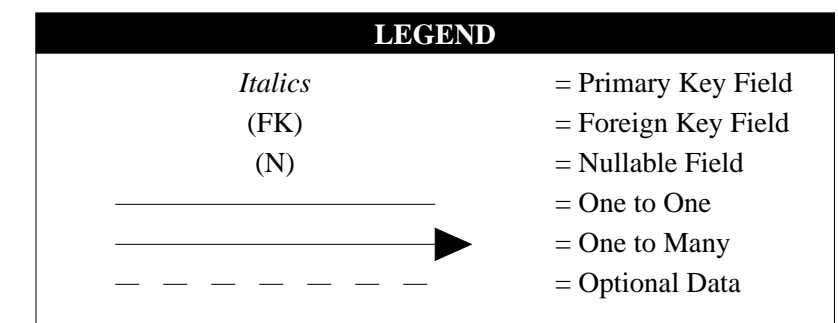 LEGEND
Italics = Primary Key Field
(FK) = Foreign Key Field
(N) = Nullable Field
= One to One
= One to Many
= Optional Data